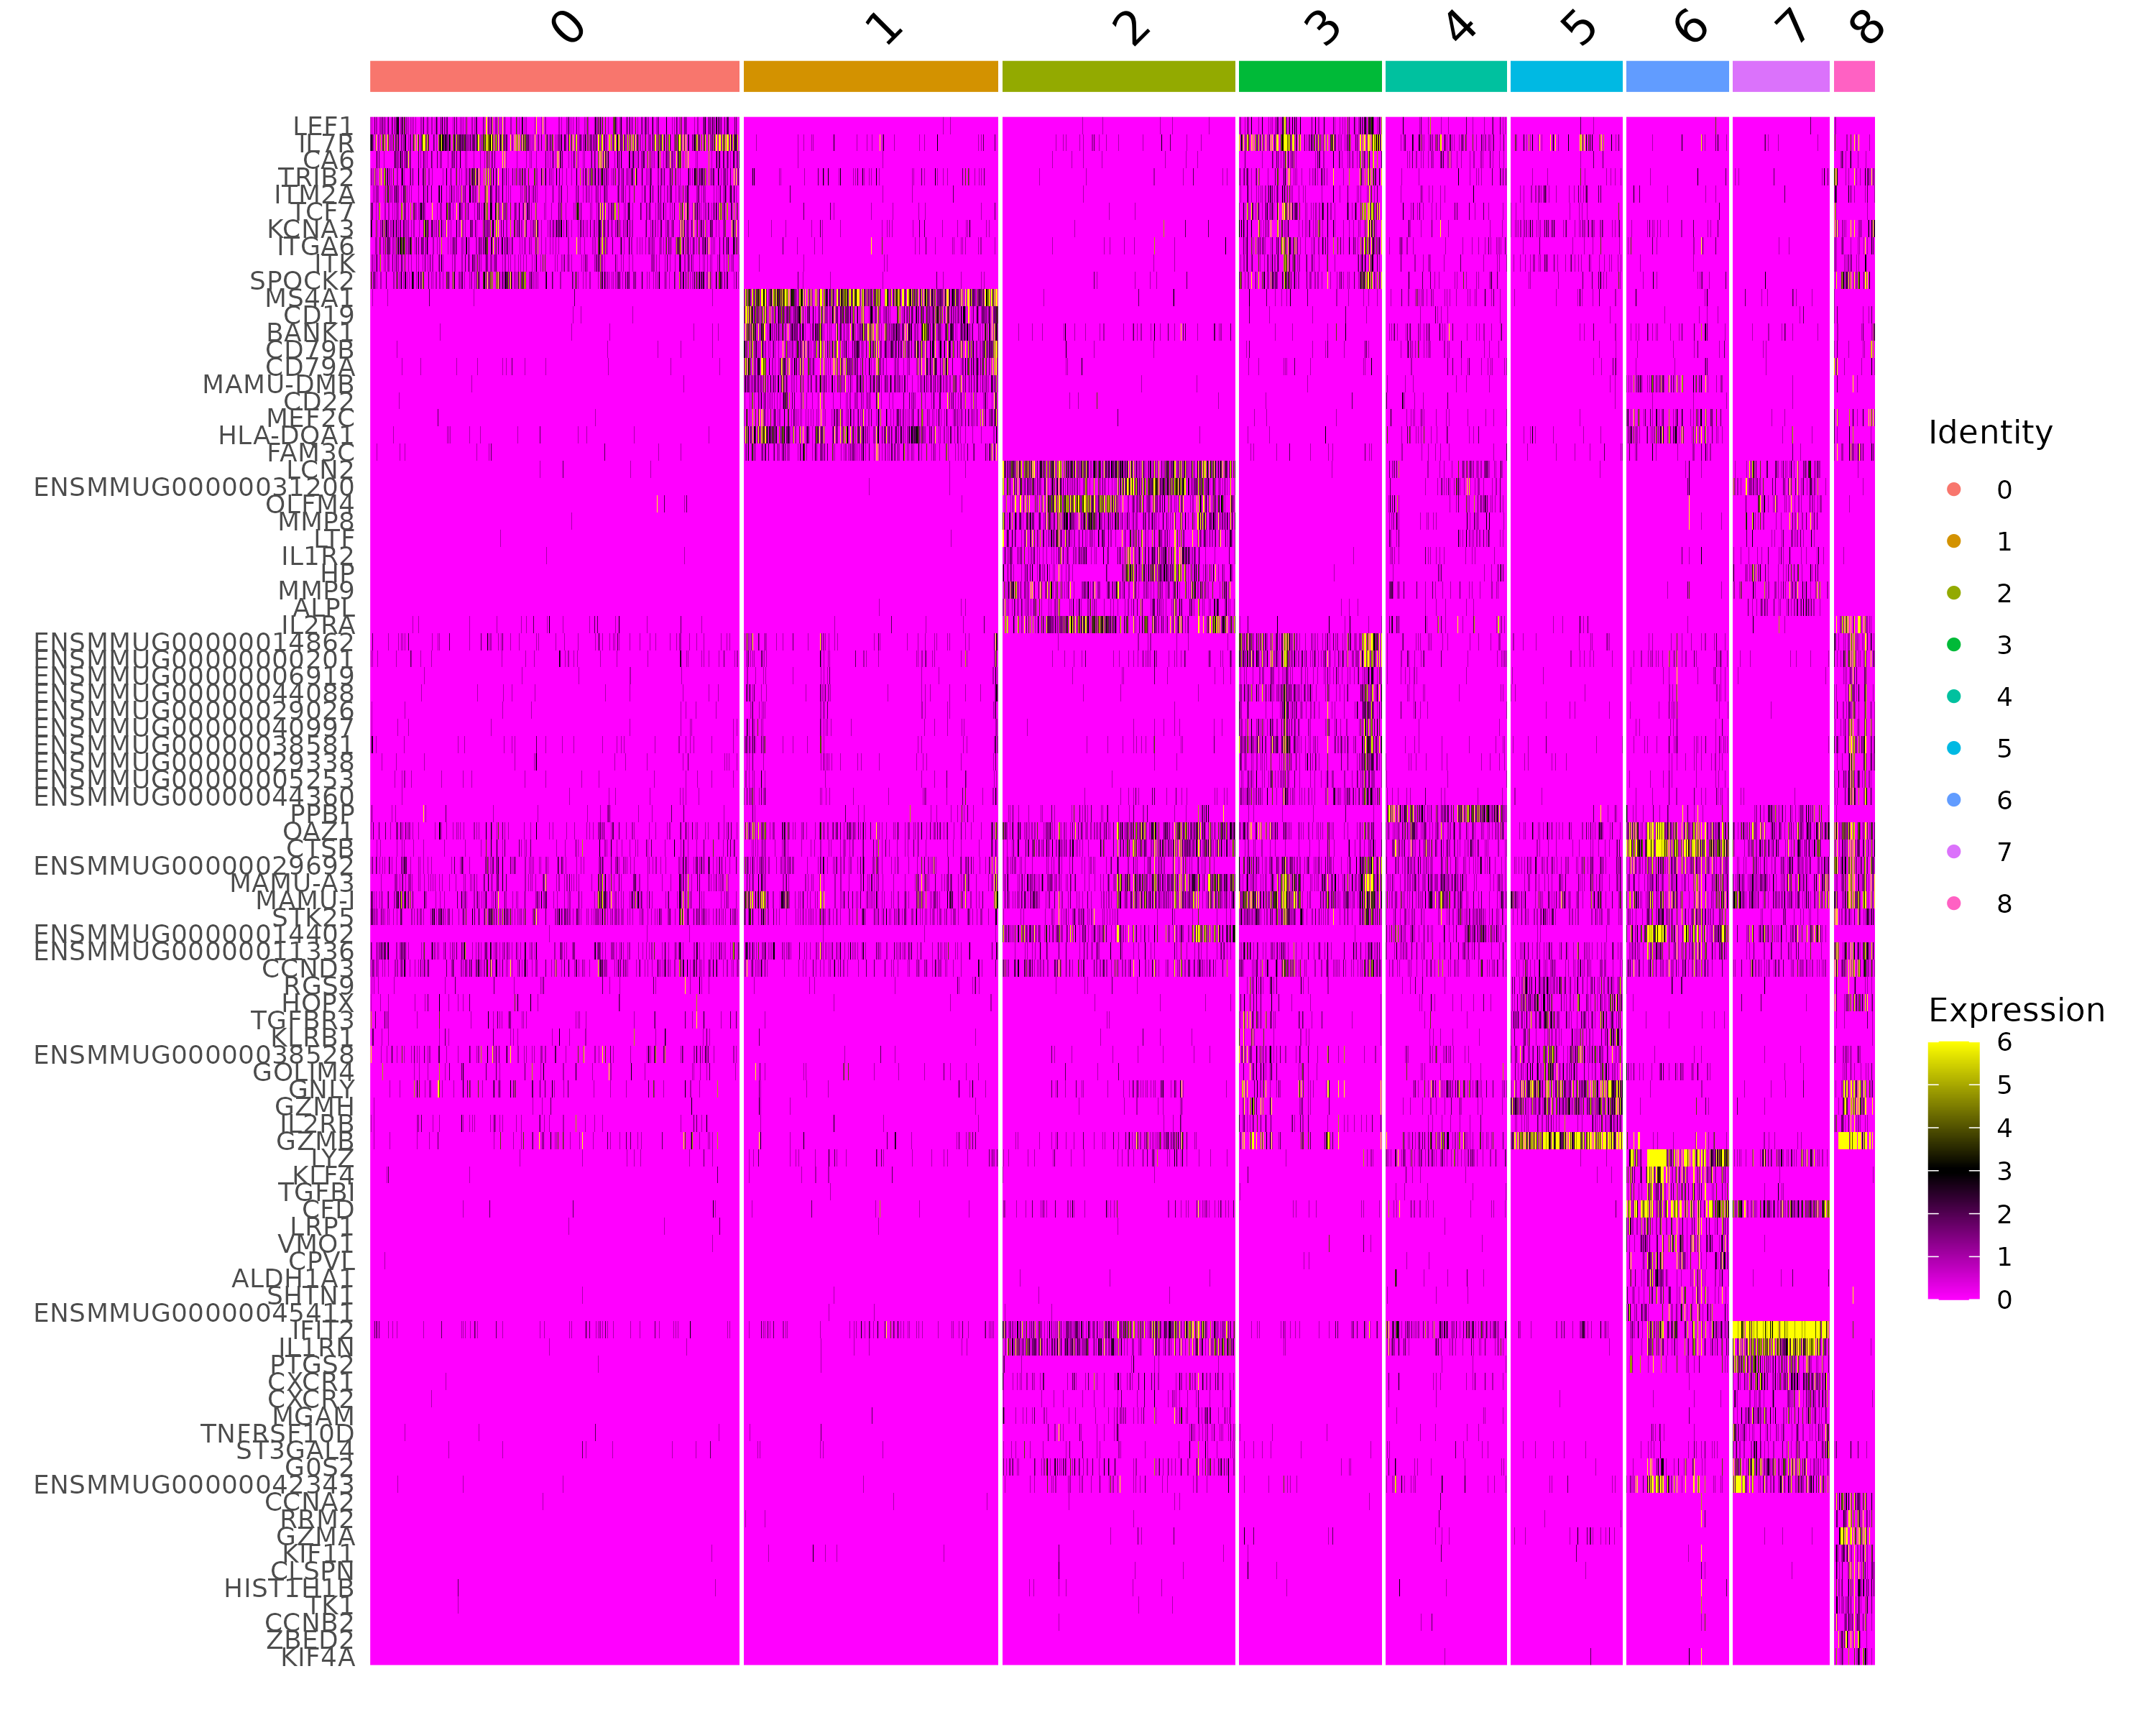 0 1 2 3 4 5 6 7 8
LEF1
IL7R
CA6
TRIB2
ITM2A
TCF7
KCNA3
ITGA6
ITK
SPOCK2
MS4A1
CD19
BANK1
CD79B
CD79A
MAMU-DMB
CD22
MEF2C
HLA-DOA1
FAM3C
LCN2
ENSMMUG00000031200
OLFM4
MMP8
LTF
IL1R2
HP
MMP9
ALPL
IL2RA
ENSMMUG00000014862
ENSMMUG00000000201
ENSMMUG00000006919
ENSMMUG00000044088
ENSMMUG00000029026
ENSMMUG00000040997
ENSMMUG00000038581
ENSMMUG00000029338
ENSMMUG00000005253
ENSMMUG00000044360
PPBP
OAZ1
CTSB
ENSMMUG00000029692
MAMU-A3
MAMU-I
STK25
ENSMMUG00000014402
ENSMMUG00000011336
CCND3
RGS9
HOPX
TGFBR3
KLRB1
ENSMMUG00000038528
GOLIM4
GNLY
GZMH
IL2RB
GZMB
LYZ
KLF4
TGFBI
CFD
LRP1
VMO1
CPVL
ALDH1A1
SHTN1
ENSMMUG00000045411
IFIT2
IL1RN
PTGS2
CXCR1
CXCR2
MGAM
TNFRSF10D
ST3GAL4
G0S2
ENSMMUG00000042343
CCNA2
RRM2
GZMA
KIF11
CLSPN
HIST1H1B
TK1
CCNB2
ZBED2
KIF4A
Identity
0
1
2
3
4
5
6
7
8
Expression
6
5
4
3
2
1
0